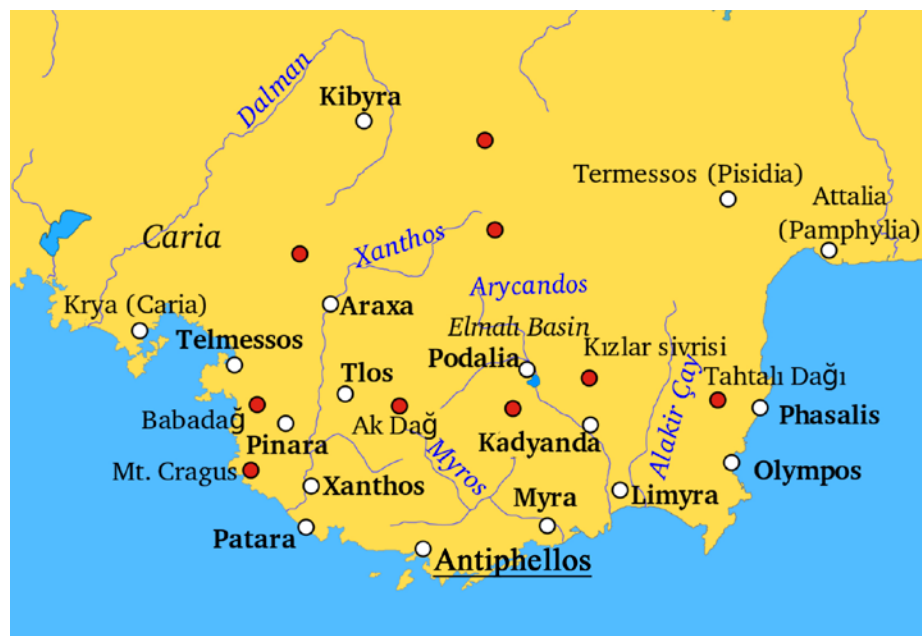 Dalman
Kibyra
Termessos (Pisidia)
Attalia
(Pamphylia)
Caria
Xanthos
Arycandos
Krya (Caria)
Araxa
Elmalı Basin
Telmessos
Podalia
Kızlar sivrisi
Tlos
Tahtalı Dağı
Babadağ
Ak Dağ
Alakir Çay
Phasalis
Pinara
Kadyanda
Mt. Cragus
Myros
Olympos
Xanthos
Myra
Limyra
Patara
Antiphellos